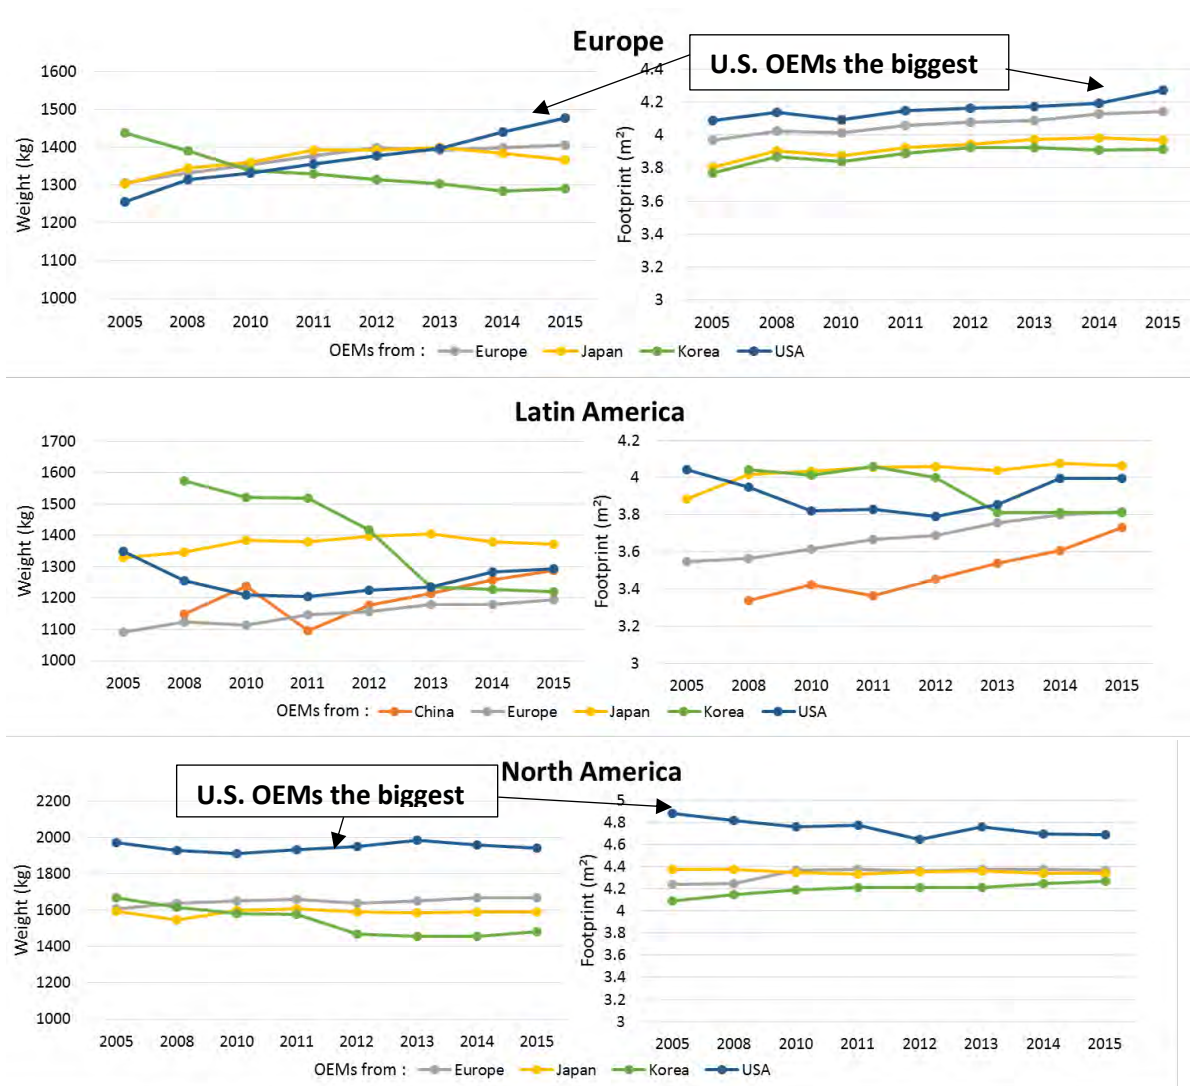 Europe
U.S. OEMs the biggest
Weight (kg)
1600
1500
1400
1300
1200
1100
1000
2005 2008 2010 2011 2012 2013 2014 2015
Footprint (m²)
4.4
4.2
4
3.8
3.6
3.4
3.2
3
2005 2008 2010 2011 2012 2013 2014 2015
OEMs from : Europe Japan Korea USA
Latin America
Weight (kg)
1700
1600
1500
1400
1300
1200
1100
1000
2005 2008 2010 2011 2012 2013 2014 2015
Footprint (m²)
4.2
4
3.8
3.6
3.4
3.2
3
2005 2008 2010 2011 2012 2013 2014 2015
OEMs from : China Europe Japan Korea USA
North America
U.S. OEMs the biggest
Weight (kg)
2200
2000
1800
1600
1400
1200
1000
2005 2008 2010 2011 2012 2013 2014 2015
Footprint (m²)
5
4.8
4.6
4.4
4.2
4
3.8
3.6
3.4
3.2
3
2005 2008 2010 2011 2012 2013 2014 2015
OEMs from : Europe Japan Korea USA